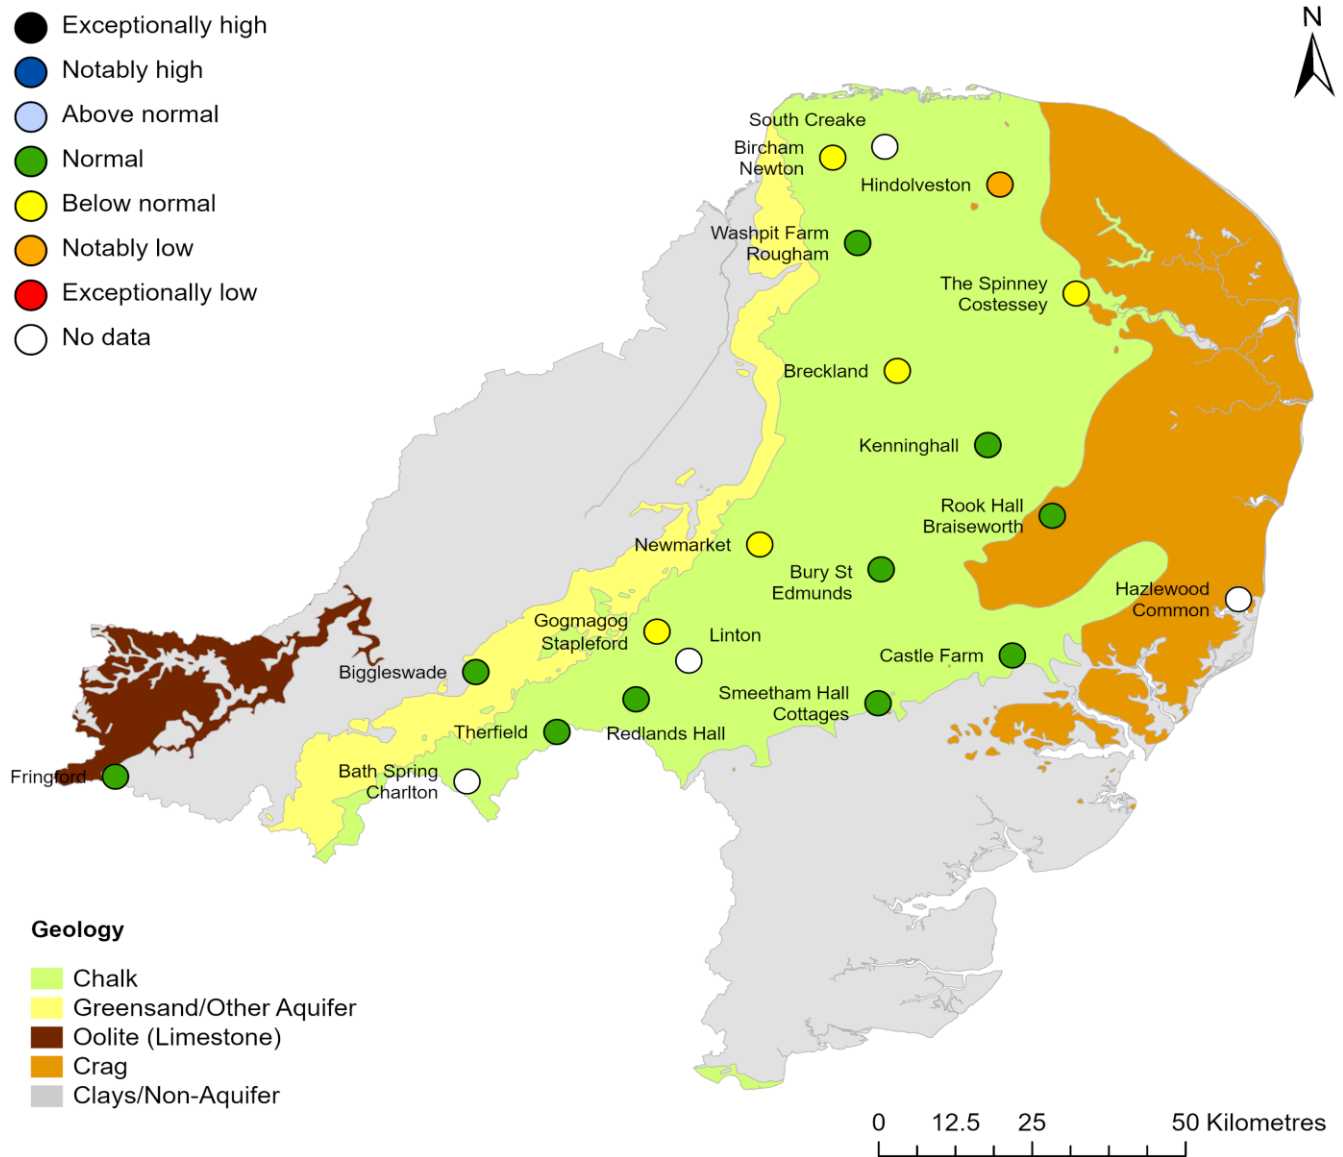 Exceptionally high
Notably high
Above normal
Normal
Below normal
Notably low
Exceptionally low
No data
N
South Creake
Bircham
Newton
Hindolveston
Washpit Farm
Rougham
The Spinney
Costessey
Breckland
Kenninghall
Rook Hall
Braiseworth
Newmarket
Bury St
Edmunds
Hazlewood
Common
Gogmagog
Stapleford
Linton
Castle Farm
Biggleswade
Smeetham Hall
Cottages
Therfield
Redlands Hall
Fringford
Bath Spring
Charlton
Geology
Chalk
Greensand/Other Aquifer
Oolite (Limestone)
Crag
Clays/Non-Aquifer
0 12.5 25 50 Kilometres